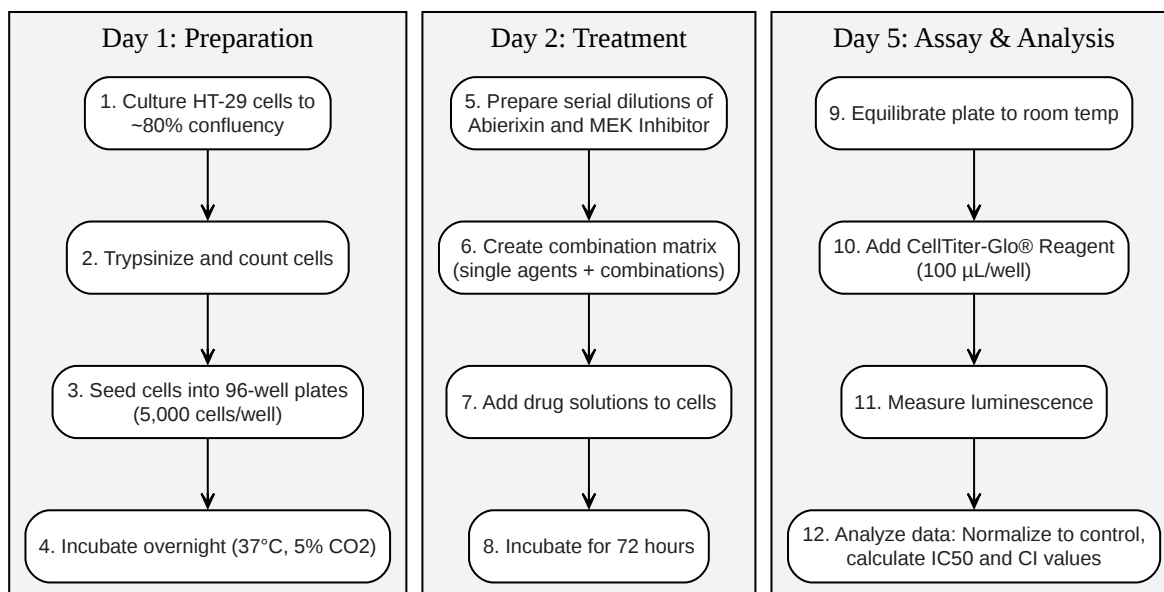 Day 1: Preparation
1. Culture HT-29 cells to
~80% confluency
2. Trypsinize and count cells
3. Seed cells into 96-well plates
(5,000 cells/well)
4. Incubate overnight (37°C, 5% CO2)
Day 2: Treatment
5. Prepare serial dilutions of
Abierixin and MEK Inhibitor
6. Create combination matrix
(single agents + combinations)
7. Add drug solutions to cells
8. Incubate for 72 hours
Day 5: Assay & Analysis
9. Equilibrate plate to room temp
10. Add CellTiter-Glo® Reagent
(100 µL/well)
11. Measure luminescence
12. Analyze data: Normalize to control,
calculate IC50 and CI values